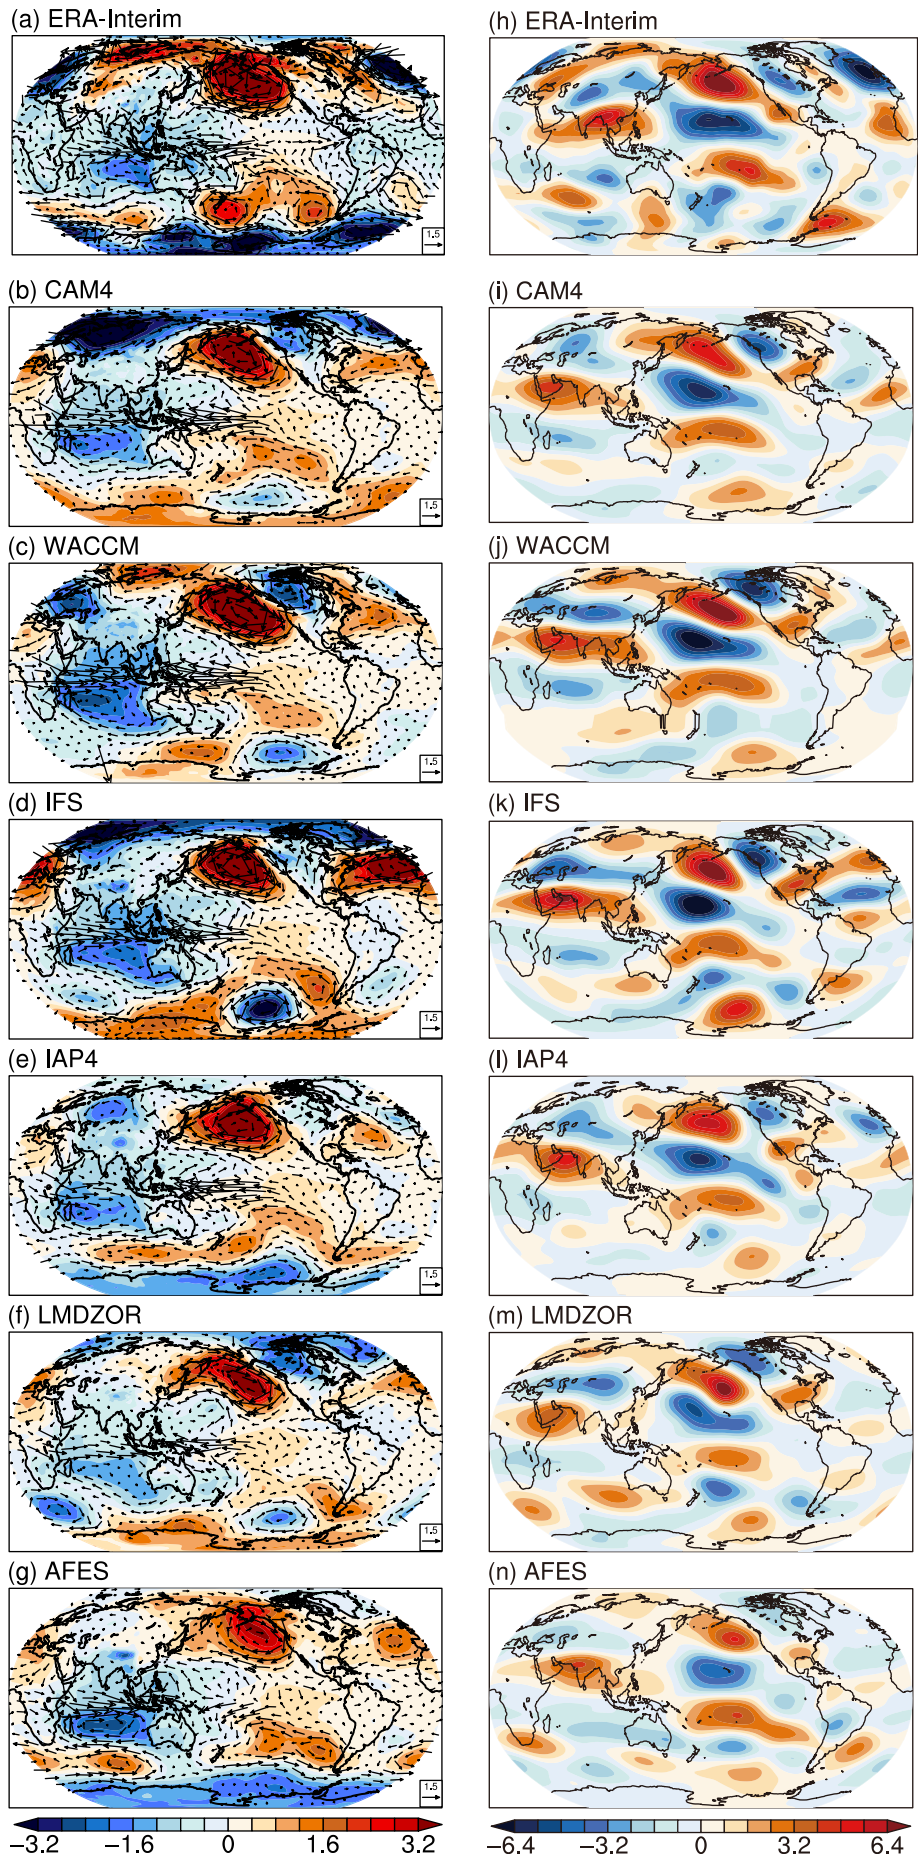 (a) ERA-Interim
1.5
(b) CAM4
1.5
(c) WACCM
1.5
(d) IFS
1.5
(e) IAP4
1.5
(f) LMDZOR
1.5
(g) AFES
1.5
−3.2 −1.6 0 1.6 3.2
(h) ERA-Interim
(i) CAM4
(j) WACCM
(k) IFS
(l) IAP4
(m) LMDZOR
(n) AFES
−6.4 −3.2 0 3.2 6.4